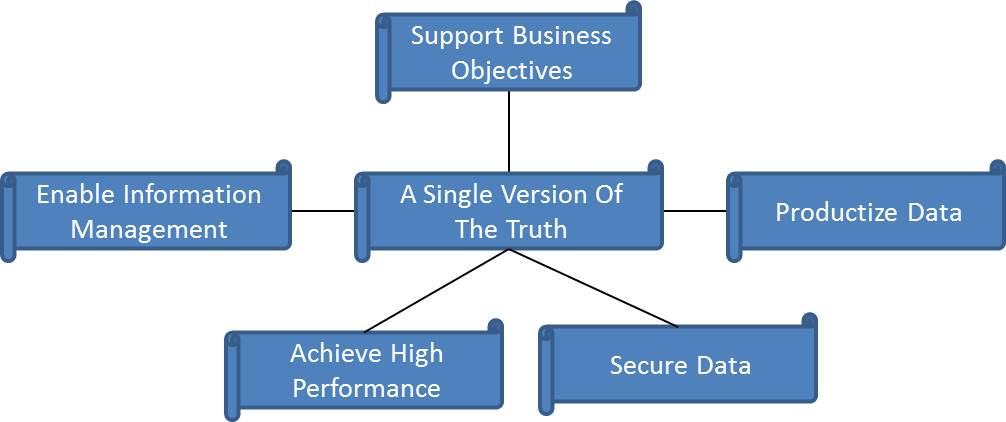 Support Business
Objectives
Enable Information
Management
A Single Version Of
The Truth
Productize Data
Achieve High
Performance
Secure Data